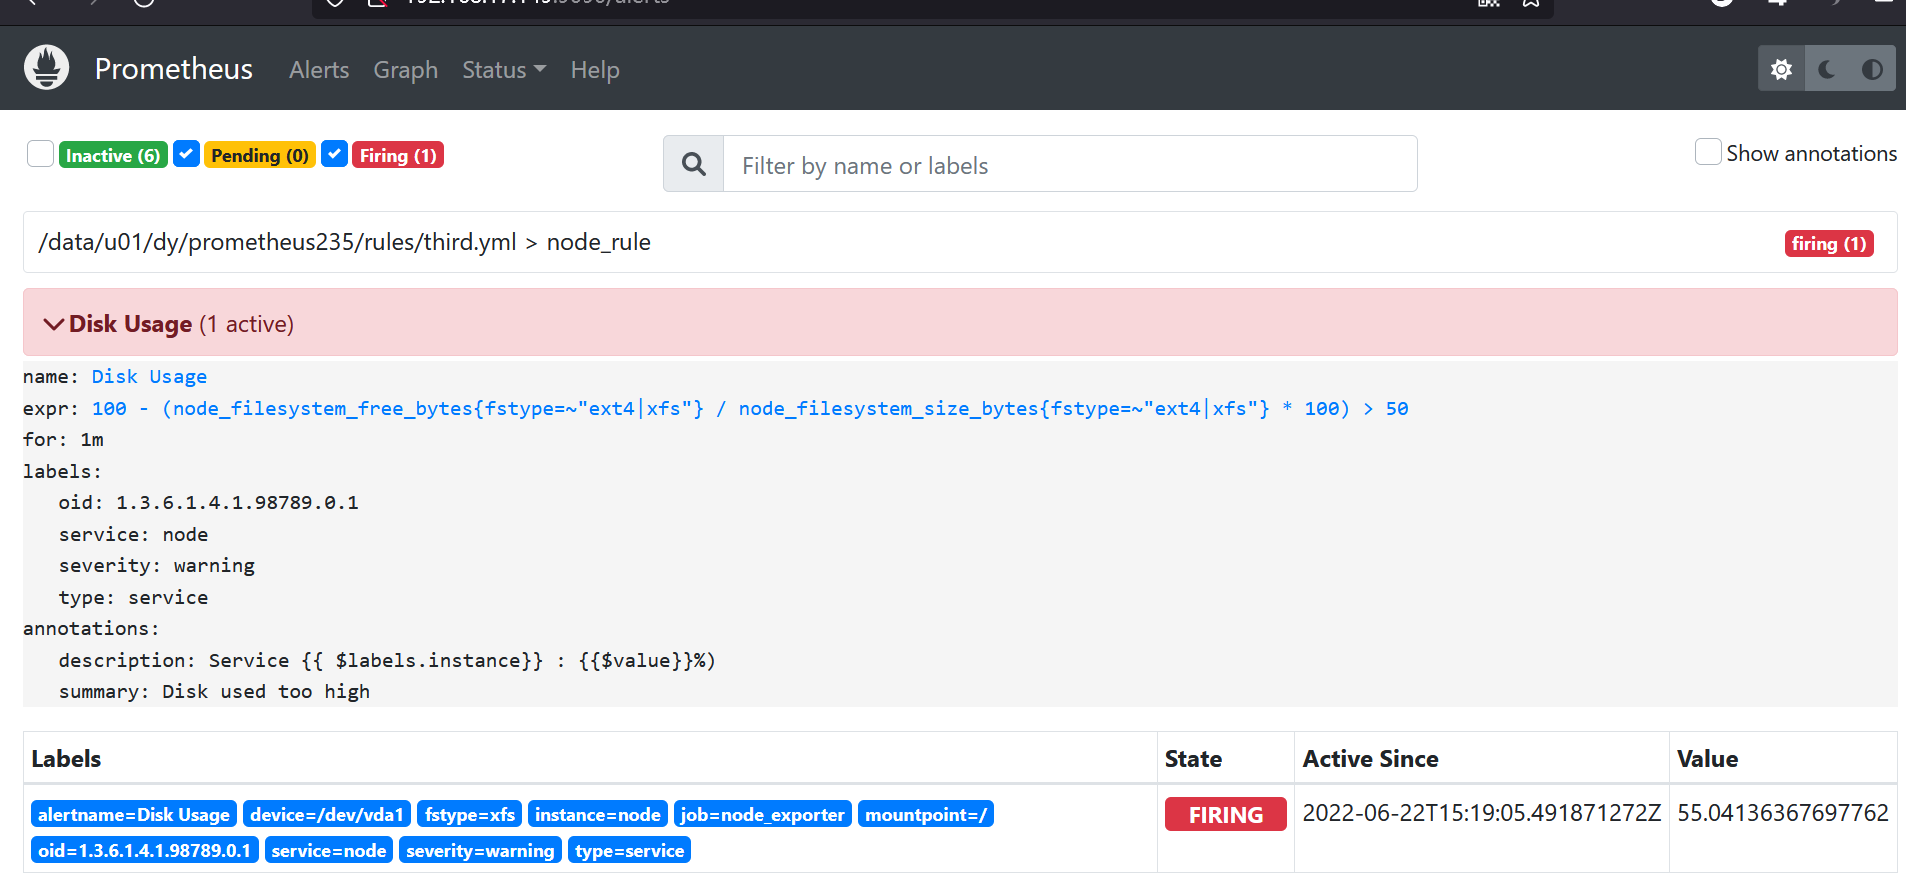 Prometheus Alerts Graph Status Help
Inactive (6) Pending (0) Firing (1) Filter by name or labels Show annotations
/data/u01/dy/prometheus235/rules/third.yml > node_rule firing (1)
Disk Usage (1 active)
name: Disk Usage
expr: 100 - (node_filesystem_free_bytes{fstype=~"ext4|xfs"} / node_filesystem_size_bytes{fstype=~"ext4|xfs"} * 100) > 50
for: 1m
labels:
oid: 1.3.6.1.4.1.98789.0.1
service: node
severity: warning
type: service
annotations:
description: Service {{ $labels.instance}} : {{$value}}%)
summary: Disk used too high
Labels State Active Since Value
alertname=Disk Usage device=/dev/vda1 fstype=xfs instance=node job=node_exporter mountpoint=/ FIRING 2022-06-22T15:19:05.491871272Z 55.04136367697762
oid=1.3.6.1.4.1.98789.0.1 service=node severity=warning type=service